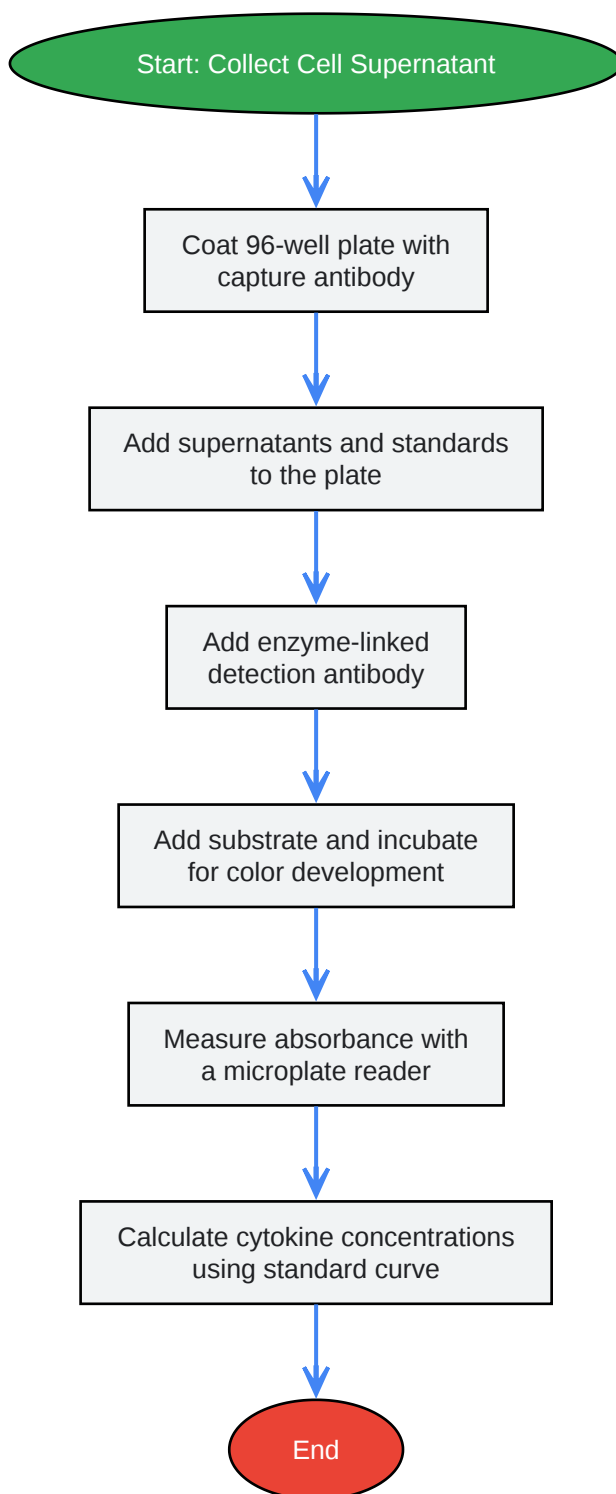 Start: Collect Cell Supernatant
Coat 96-well plate with
capture antibody
Add supernatants and standards
to the plate
Add enzyme-linked
detection antibody
Add substrate and incubate
for color development
Measure absorbance with
a microplate reader
Calculate cytokine concentrations
using standard curve
End